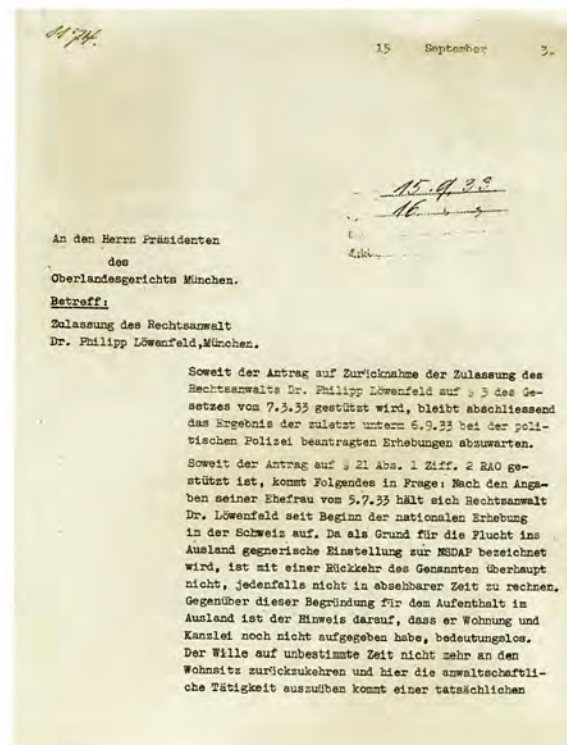 1174.
15 September 3.
15.9.33
16.
An den Herrn Präsidenten
des
Oberlandesgerichts München.
Betreff:
Zulassung des Rechtsanwalt
Dr. Philipp Löwenfeld,München.
Soweit der Antrag auf Zurücknahme der Zulassung des
Rechtsanwalts Dr. Philipp Löwenfeld auf § 3 des Ge-
setzes vom 7.3.33 gestützt wird, bleibt abschliessend
das Ergebnis der zuletzt unterm 6.9.33 bei der poli-
tischen Polizei beantragten Erhebungen abzuwarten.
Soweit der Antrag auf § 21 Abs. 1 Ziff. 2 RAO ge-
stützt ist, kommt Folgendes in Frage: Nach den Anga-
ben seiner Ehefrau vom 5.7.33 hält sich Rechtsanwalt
Dr. Löwenfeld seit Beginn der nationalen Erhebung
in der Schweiz auf. Da als Grund für die Flucht ins
Ausland gegnerische Einstellung zur NSDAP bezeichnet
wird, ist mit einer Rückkehr des Genannten überhaupt
nicht, jedenfalls nicht in absehbarer Zeit zu rechnen.
Gegenüber dieser Begründung für dem Aufenthalt im
Ausland ist der Hinweis darauf, dass er Wohnung und
Kanzlei noch nicht aufgegeben habe, bedeutungslos.
Der Wille auf unbestimmte Zeit nicht mehr an den
Wohnsitz zurückzukehren und hier die anwaltschaftli-
che Tätigkeit auszuüben kommt einer tatsächlichen